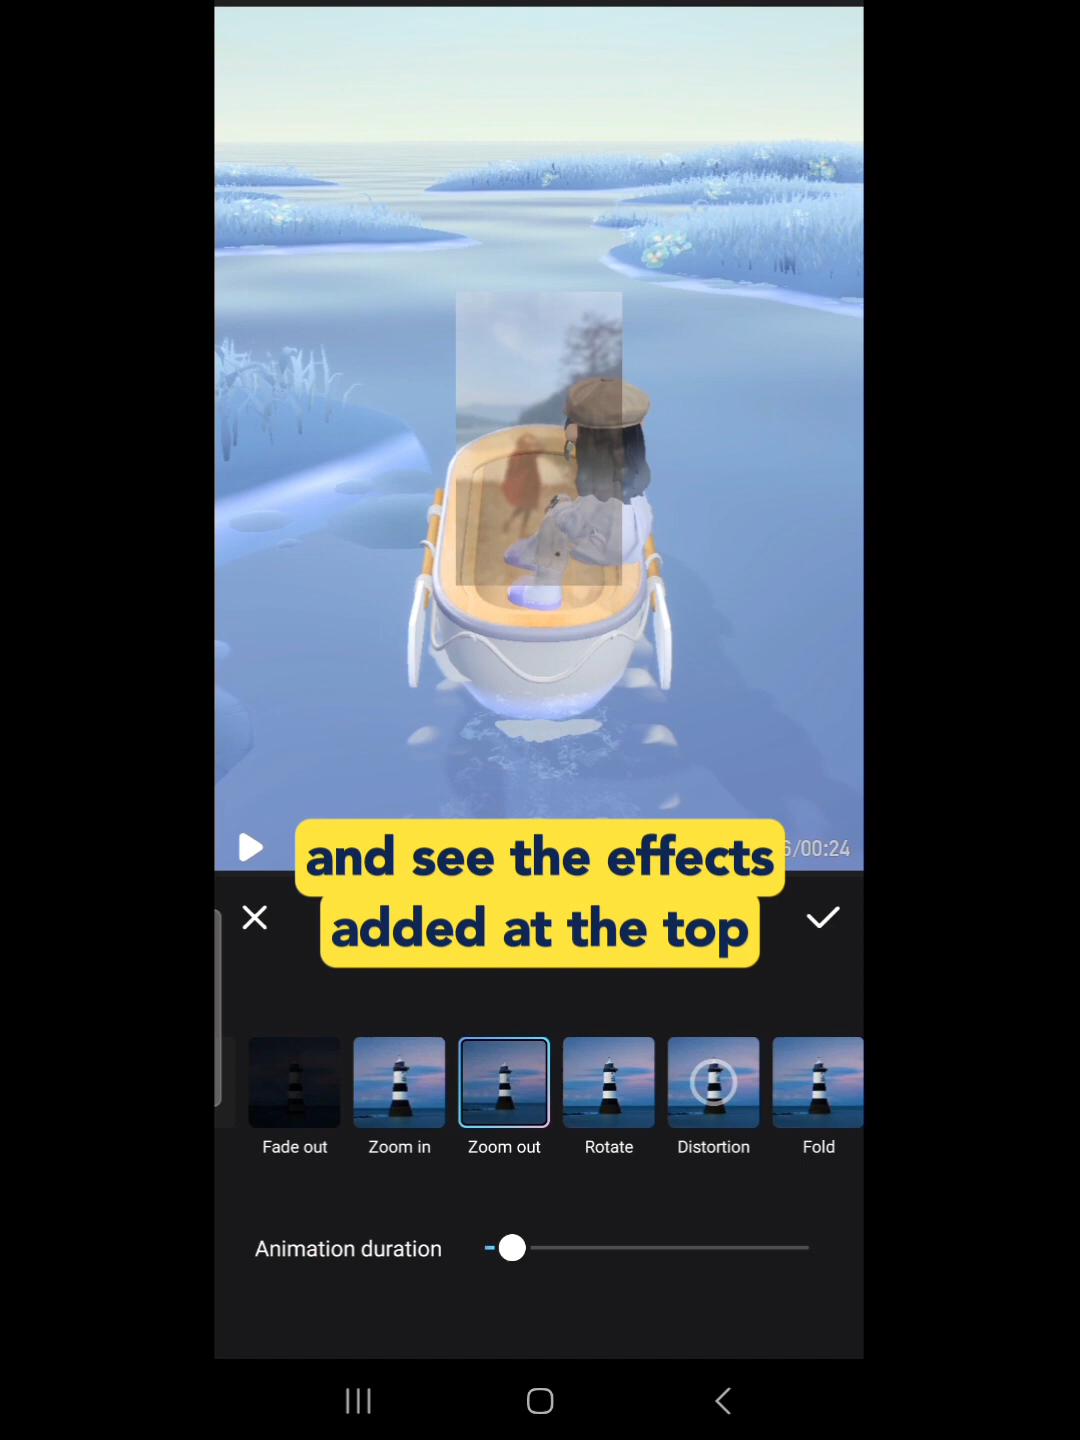 /00:24
and see the effects
added at the top
Fade out
Zoom in
Zoom out
Rotate
Distortion
Fold
Animation duration